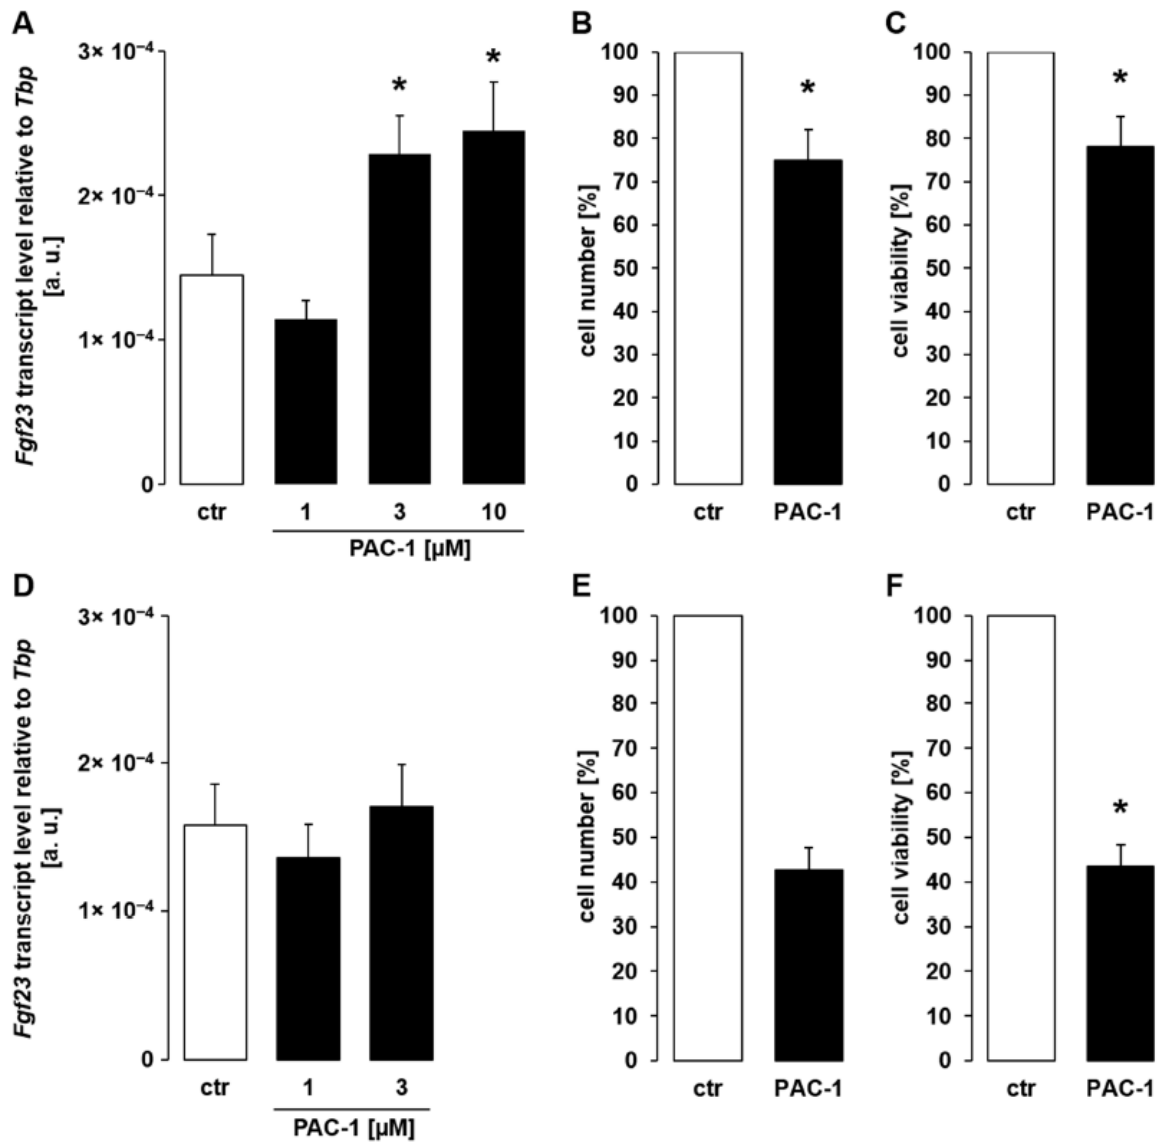 A
Fgf23 transcript level relative to Tbp
[a. u.]
3× 10⁻⁴
2× 10⁻⁴
1× 10⁻⁴
0
*
*
ctr
1
3
10
PAC-1 [µM]
B
cell number [%]
100
90
80
70
60
50
40
30
20
10
0
*
ctr
PAC-1
C
cell viability [%]
100
90
80
70
60
50
40
30
20
10
0
*
ctr
PAC-1
D
Fgf23 transcript level relative to Tbp
[a. u.]
3× 10⁻⁴
2× 10⁻⁴
1× 10⁻⁴
0
ctr
1
3
PAC-1 [µM]
E
cell number [%]
100
90
80
70
60
50
40
30
20
10
0
ctr
PAC-1
F
cell viability [%]
100
90
80
70
60
50
40
30
20
10
0
*
ctr
PAC-1